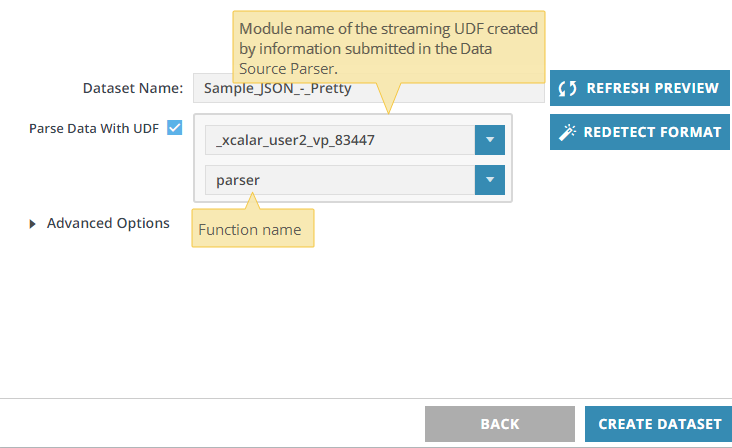 Module name of the streaming UDF created
by information submitted in the Data
Source Parser.
Dataset Name: Sample_JSON_-_Pretty
REFRESH PREVIEW
Parse Data With UDF
_xcalar_user2_vp_83447
REDETECT FORMAT
parser
Advanced Options
Function name
BACK
CREATE DATASET